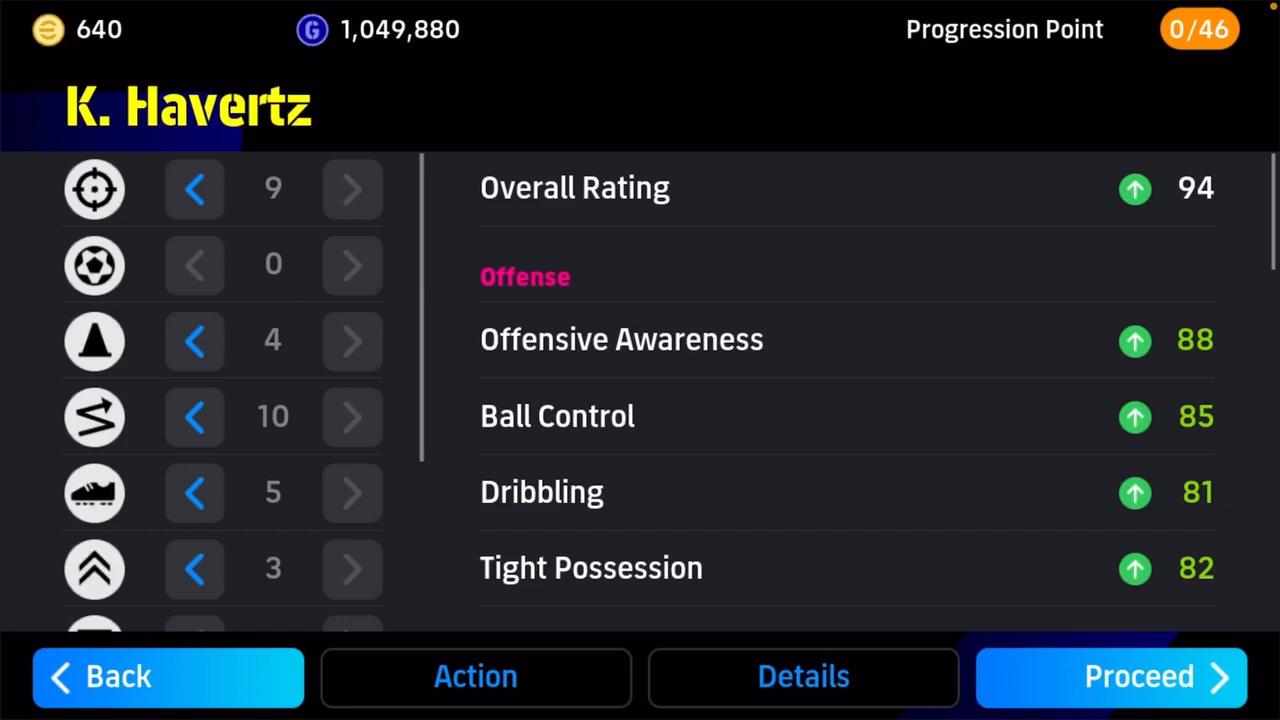 640
G 1,049,880
Progression Point
0/46
K. Havertz
9
0
4
10
5
3
Overall Rating 94
Offense
Offensive Awareness 88
Ball Control 85
Dribbling 81
Tight Possession 82
Back
Action
Details
Proceed